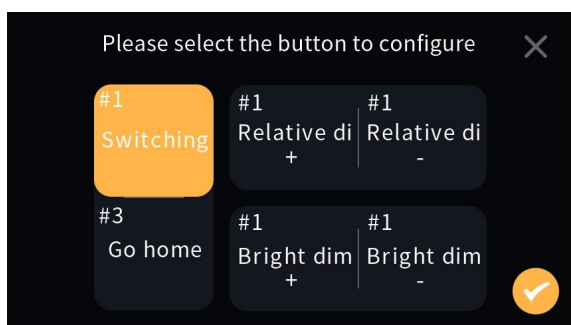 Please select the button to configure
#1
Switching
#1
Relative di
+
#1
Relative di
-
#3
Go home
#1
Bright dim
+
#1
Bright dim
-